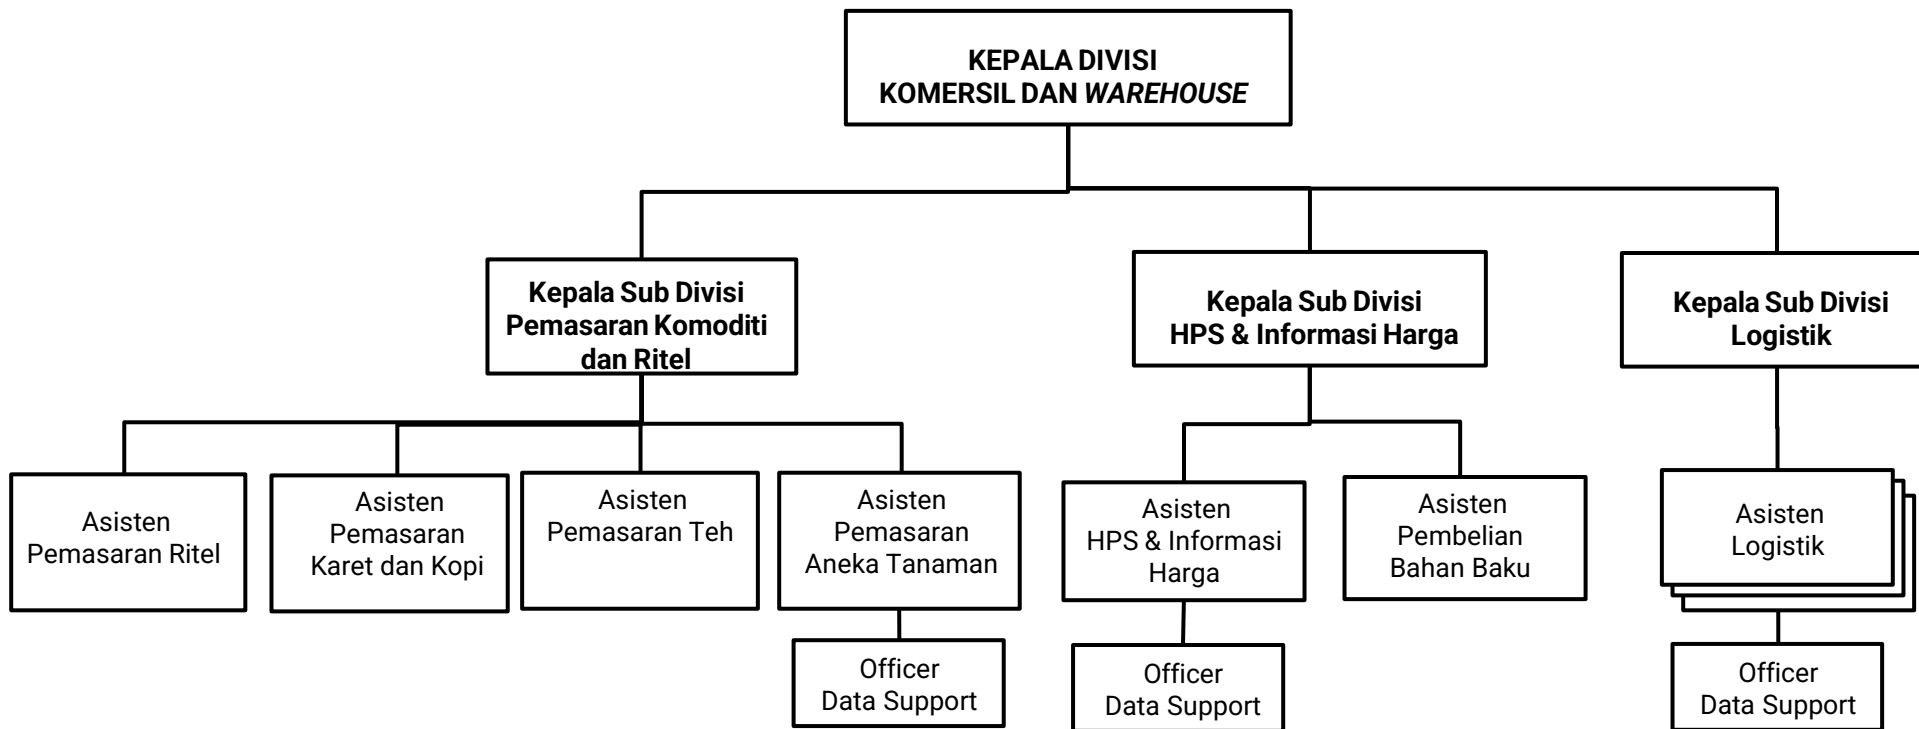 KEPALA DIVISI
KOMERSIL DAN WAREHOUSE
Kepala Sub Divisi
Pemasaran Komoditi
dan Ritel
Kepala Sub Divisi
HPS & Informasi Harga
Kepala Sub Divisi
Logistik
Asisten
Pemasaran Ritel
Asisten
Pemasaran
Karet dan Kopi
Asisten
Pemasaran Teh
Asisten
Pemasaran
Aneka Tanaman
Asisten
HPS & Informasi
Harga
Asisten
Pembelian
Bahan Baku
Asisten
Logistik
Officer
Data Support
Officer
Data Support
Officer
Data Support